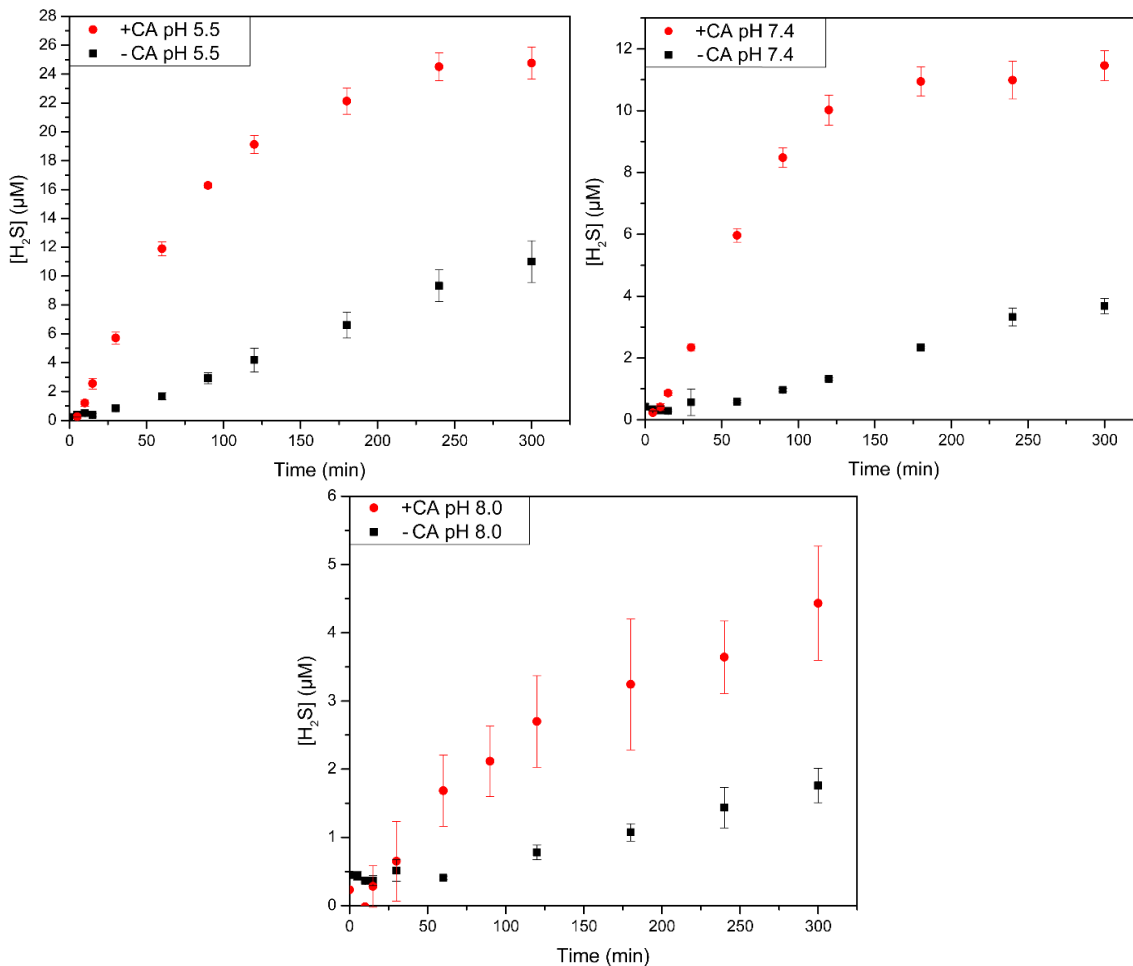 +CA pH 5.5
- CA pH 5.5
28
26
24
22
20
18
16
14
12
10
8
6
4
2
0
[H₂S] (µM)
0 50 100 150 200 250 300
Time (min)
+CA pH 7.4
-CA pH 7.4
12
10
8
6
4
2
0
[H₂S] (µM)
0 50 100 150 200 250 300
Time (min)
+CA pH 8.0
- CA pH 8.0
6
5
4
3
2
1
0
[H₂S] (µM)
0 50 100 150 200 250 300
Time (min)